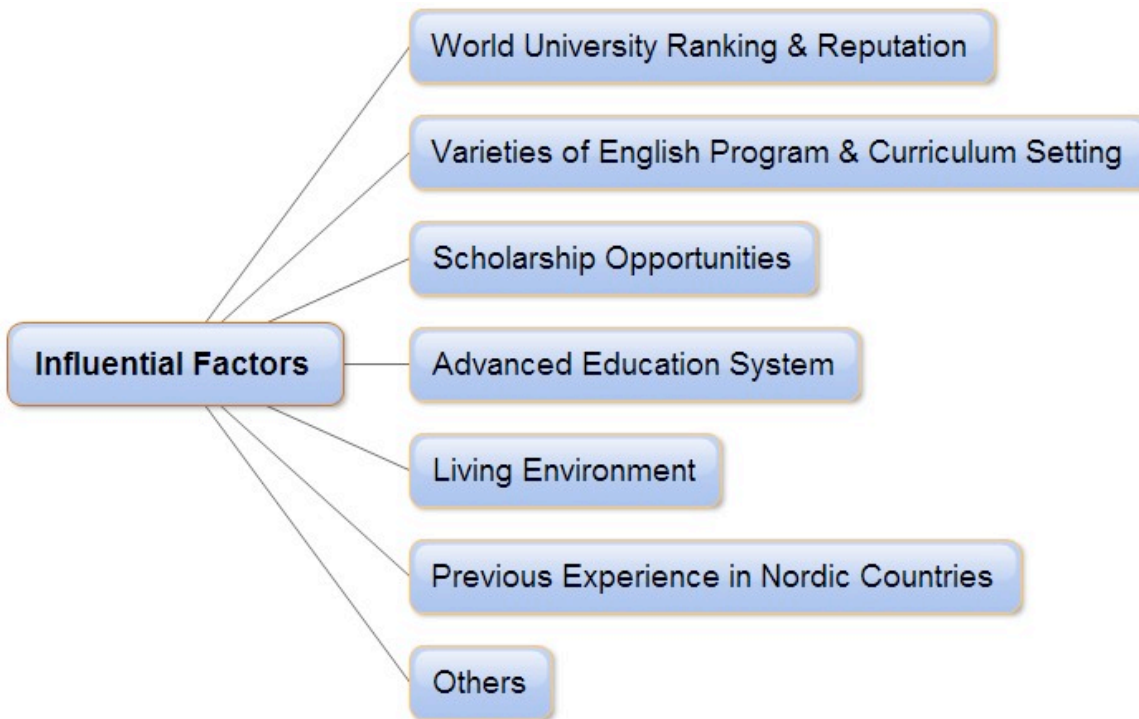 World University Ranking & Reputation
Varieties of English Program & Curriculum Setting
Scholarship Opportunities
Influential Factors
Advanced Education System
Living Environment
Previous Experience in Nordic Countries
Others